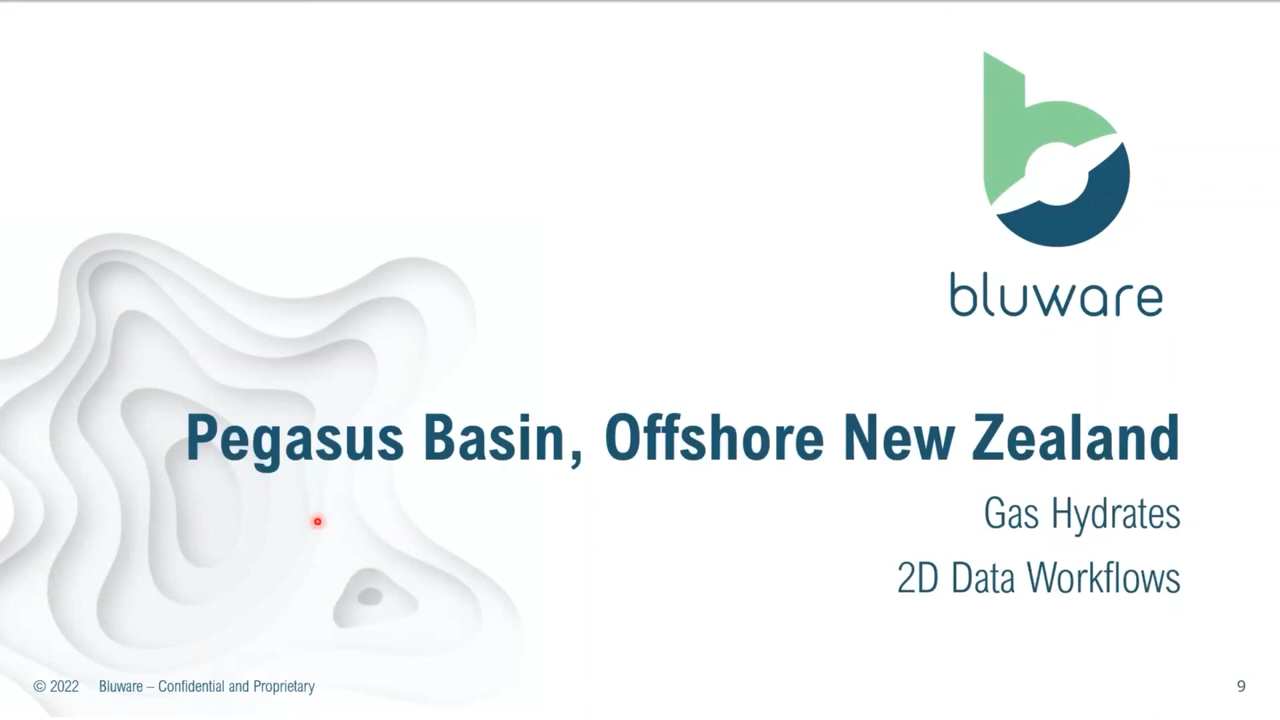 bluware
Pegasus Basin, Offshore New Zealand
Gas Hydrates
2D Data Workflows
© 2022 Bluware – Confidential and Proprietary
9